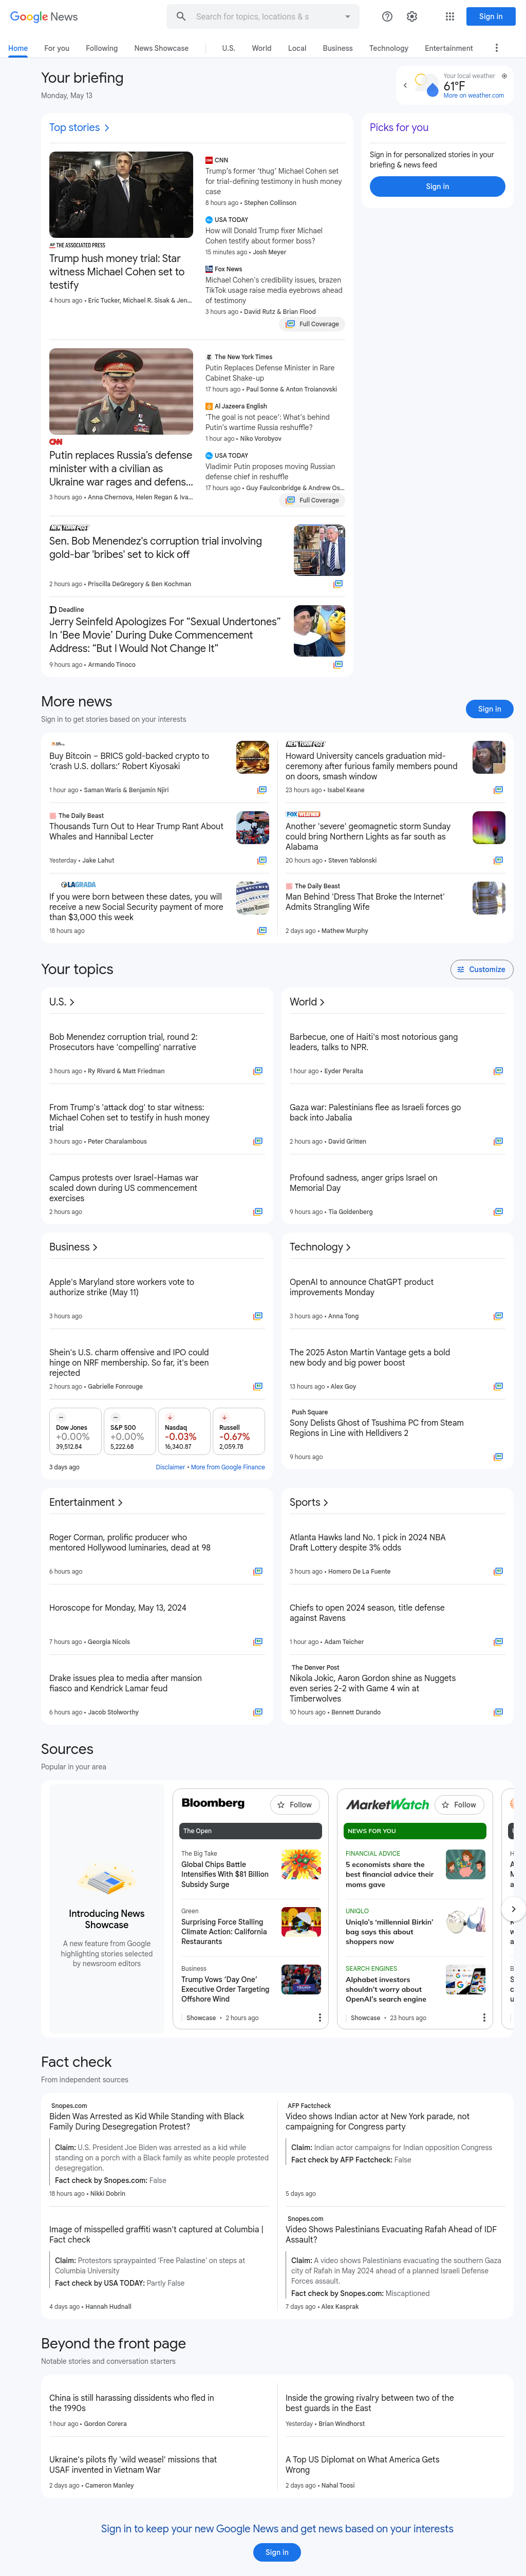 Google News
Search for topics, locations & s
Sign in
Home
For you
Following
News Showcase
U.S.
World
Local
Business
Technology
Entertainment
Your briefing
Monday, May 13
Your local weather
61°F
More on weather.com
Top stories
THE ASSOCIATED PRESS
Trump hush money trial: Star
witness Michael Cohen set to
testify
4 hours ago • Eric Tucker, Michael R. Sisak & Jen…
CNN
Trump's former 'thug' Michael Cohen set
for trial-defining testimony in hush money
case
8 hours ago • Stephen Collinson
USA TODAY
How will Donald Trump fixer Michael
Cohen testify about former boss?
15 minutes ago • Josh Meyer
Fox News
Michael Cohen's credibility issues, brazen
TikTok usage raise media eyebrows ahead
of testimony
3 hours ago • David Rutz & Brian Flood
Full Coverage
Picks for you
Sign in for personalized stories in your
briefing & news feed
Sign in
CNN
Putin replaces Russia's defense
minister with a civilian as
Ukraine war rages and defens…
3 hours ago • Anna Chernova, Helen Regan & Iva…
The New York Times
Putin Replaces Defense Minister in Rare
Cabinet Shake-up
17 hours ago • Paul Sonne & Anton Troianovski
Al Jazeera English
'The goal is not peace': What's behind
Putin's wartime Russia reshuffle?
1 hour ago • Niko Vorobyov
USA TODAY
Vladimir Putin proposes moving Russian
defense chief in reshuffle
17 hours ago • Guy Faulconbridge & Andrew Os…
Full Coverage
NEW YORK POST
Sen. Bob Menendez's corruption trial involving
gold-bar 'bribes' set to kick off
2 hours ago • Priscilla DeGregory & Ben Kochman
Deadline
Jerry Seinfeld Apologizes For "Sexual Undertones"
In 'Bee Movie' During Duke Commencement
Address: "But I Would Not Change It"
9 hours ago • Armando Tinoco
More news
Sign in to get stories based on your interests
Sign in
Buy Bitcoin – BRICS gold-backed crypto to
'crash U.S. dollars:' Robert Kiyosaki
1 hour ago • Saman Waris & Benjamin Njiri
NEW YORK POST
Howard University cancels graduation mid-
ceremony after furious family members pound
on doors, smash window
23 hours ago • Isabel Keane
The Daily Beast
Thousands Turn Out to Hear Trump Rant About
Whales and Hannibal Lecter
Yesterday • Jake Lahut
FOX WEATHER
Another 'severe' geomagnetic storm Sunday
could bring Northern Lights as far south as
Alabama
20 hours ago • Steven Yablonski
LAGRADA
If you were born between these dates, you will
receive a new Social Security payment of more
than $3,000 this week
18 hours ago
The Daily Beast
Man Behind 'Dress That Broke the Internet'
Admits Strangling Wife
2 days ago • Mathew Murphy
Your topics
Customize
U.S.
Bob Menendez corruption trial, round 2:
Prosecutors have 'compelling' narrative
3 hours ago • Ry Rivard & Matt Friedman
From Trump's 'attack dog' to star witness:
Michael Cohen set to testify in hush money
trial
3 hours ago • Peter Charalambous
Campus protests over Israel-Hamas war
scaled down during US commencement
exercises
2 hours ago
World
Barbecue, one of Haiti's most notorious gang
leaders, talks to NPR.
1 hour ago • Eyder Peralta
Gaza war: Palestinians flee as Israeli forces go
back into Jabalia
2 hours ago • David Gritten
Profound sadness, anger grips Israel on
Memorial Day
9 hours ago • Tia Goldenberg
Business
Apple's Maryland store workers vote to
authorize strike (May 11)
3 hours ago
Shein's U.S. charm offensive and IPO could
hinge on NRF membership. So far, it's been
rejected
2 hours ago • Gabrielle Fonrouge
Dow Jones
+0.00%
39,512.84
S&P 500
+0.00%
5,222.68
Nasdaq
-0.03%
16,340.87
Russell
-0.67%
2,059.78
3 days ago
Disclaimer • More from Google Finance
Technology
OpenAI to announce ChatGPT product
improvements Monday
3 hours ago • Anna Tong
The 2025 Aston Martin Vantage gets a bold
new body and big power boost
13 hours ago • Alex Goy
Push Square
Sony Delists Ghost of Tsushima PC from Steam
Regions in Line with Helldivers 2
9 hours ago
Entertainment
Roger Corman, prolific producer who
mentored Hollywood luminaries, dead at 98
6 hours ago
Horoscope for Monday, May 13, 2024
7 hours ago • Georgia Nicols
Drake issues plea to media after mansion
fiasco and Kendrick Lamar feud
6 hours ago • Jacob Stolworthy
Sports
Atlanta Hawks land No. 1 pick in 2024 NBA
Draft Lottery despite 3% odds
3 hours ago • Homero De La Fuente
Chiefs to open 2024 season, title defense
against Ravens
1 hour ago • Adam Teicher
The Denver Post
Nikola Jokic, Aaron Gordon shine as Nuggets
even series 2-2 with Game 4 win at
Timberwolves
10 hours ago • Bennett Durando
Sources
Popular in your area
Introducing News
Showcase
A new feature from Google
highlighting stories selected
by newsroom editors
Bloomberg
Follow
The Open
The Big Take
Global Chips Battle
Intensifies With $81 Billion
Subsidy Surge
Green
Surprising Force Stalling
Climate Action: California
Restaurants
Business
Trump Vows 'Day One'
Executive Order Targeting
Offshore Wind
Showcase • 2 hours ago
MarketWatch
Follow
NEWS FOR YOU
FINANCIAL ADVICE
5 economists share the
best financial advice their
moms gave
UNIQLO
Uniqlo's 'millennial Birkin'
bag says this about
shoppers now
SEARCH ENGINES
Alphabet investors
shouldn't worry about
OpenAI's search engine
Showcase • 23 hours ago
Fact check
From independent sources
Snopes.com
Biden Was Arrested as Kid While Standing with Black
Family During Desegregation Protest?
Claim: U.S. President Joe Biden was arrested as a kid while
standing on a porch with a Black family as white people protested
desegregation.
Fact check by Snopes.com: False
18 hours ago • Nikki Dobrin
AFP Factcheck
Video shows Indian actor at New York parade, not
campaigning for Congress party
Claim: Indian actor campaigns for Indian opposition Congress
Fact check by AFP Factcheck: False
5 days ago
Image of misspelled graffiti wasn't captured at Columbia |
Fact check
Claim: Protestors spraypainted 'Free Palastine' on steps at
Columbia University
Fact check by USA TODAY: Partly False
4 days ago • Hannah Hudnall
Snopes.com
Video Shows Palestinians Evacuating Rafah Ahead of IDF
Assault?
Claim: A video shows Palestinians evacuating the southern Gaza
city of Rafah in May 2024 ahead of a planned Israeli Defense
Forces assault.
Fact check by Snopes.com: Miscaptioned
7 days ago • Alex Kasprak
Beyond the front page
Notable stories and conversation starters
China is still harassing dissidents who fled in
the 1990s
1 hour ago • Gordon Corera
Inside the growing rivalry between two of the
best guards in the East
Yesterday • Brian Windhorst
Ukraine's pilots fly 'wild weasel' missions that
USAF invented in Vietnam War
2 days ago • Cameron Manley
A Top US Diplomat on What America Gets
Wrong
2 days ago • Nahal Toosi
Sign in to keep your new Google News and get news based on your interests
Sign in